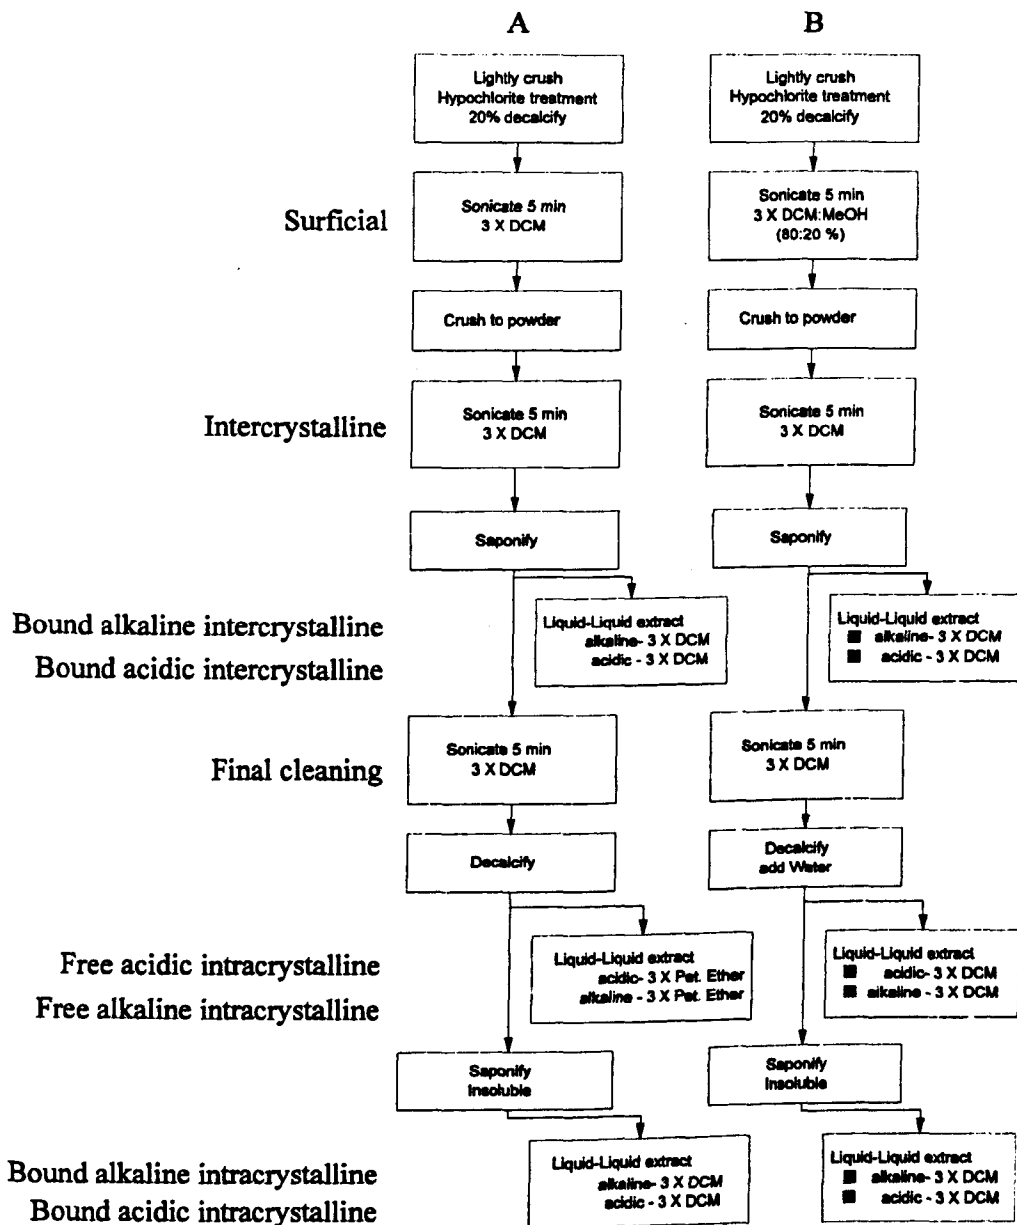 A
B
Lightly crush
Hypochlorite treatment
20% decalcify
Lightly crush
Hypochlorite treatment
20% decalcify
Surficial
Sonicate 5 min
3 X DCM
Sonicate 5 min
3 X DCM:MeOH
(80:20 %)
Crush to powder
Crush to powder
Intercrystalline
Sonicate 5 min
3 X DCM
Sonicate 5 min
3 X DCM
Saponify
Saponify
Bound alkaline intercrystalline
Bound acidic intercrystalline
Liquid-Liquid extract
alkaline- 3 X DCM
acidic - 3 X DCM
Liquid-Liquid extract
■ alkaline- 3 X DCM
■ acidic - 3 X DCM
Final cleaning
Sonicate 5 min
3 X DCM
Sonicate 5 min
3 X DCM
Decalcify
Decalcify
add Water
Free acidic intracrystalline
Free alkaline intracrystalline
Liquid-Liquid extract
acidic- 3 X Pet. Ether
alkaline - 3 X Pet. Ether
Liquid-Liquid extract
■ acidic - 3 X DCM
■ alkaline - 3 X DCM
Saponify
Insoluble
Saponify
Insoluble
Bound alkaline intracrystalline
Bound acidic intracrystalline
Liquid-Liquid extract
alkaline- 3 X DCM
acidic - 3 X DCM
Liquid-Liquid extract
■ alkaline- 3 X DCM
■ acidic - 3 X DCM